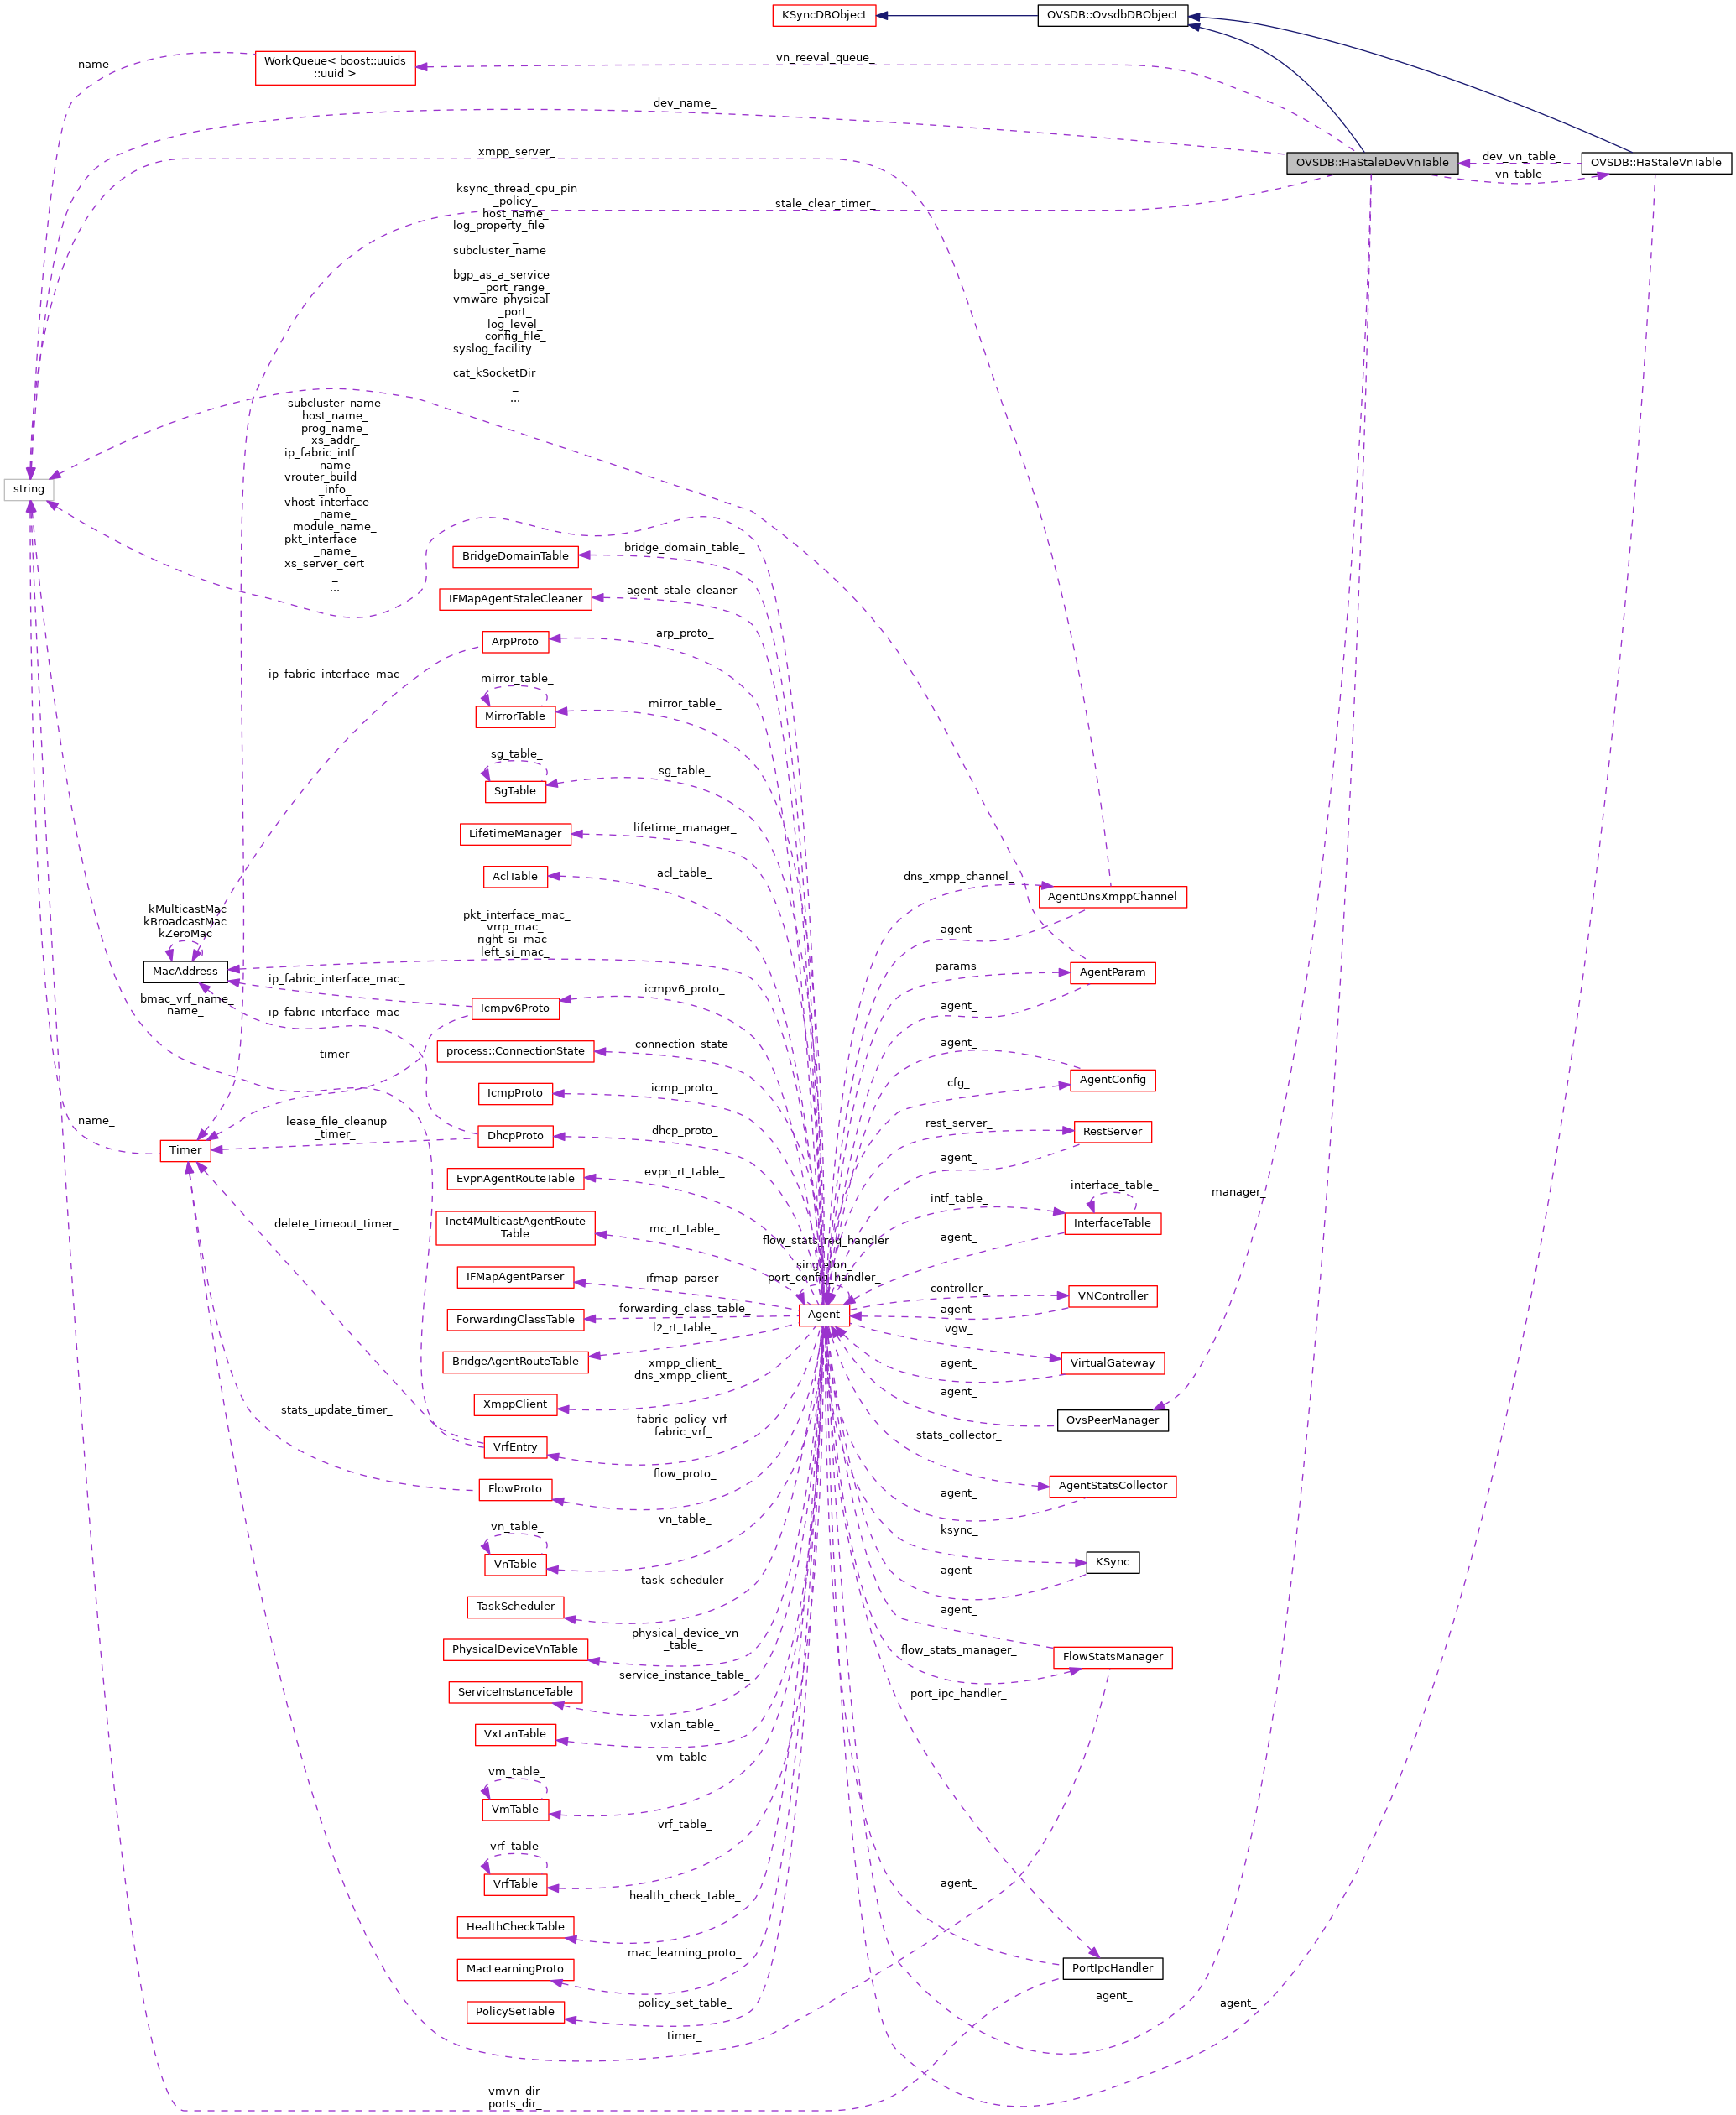 KSyncDBObject
OVSDB::OvsdbDBObject
WorkQueue< boost::uuids
::uuid >
name_
vn_reeval_queue_
dev_name_
xmpp_server_
OVSDB::HaStaleDevVnTable
dev_vn_table_
vn_table_
OVSDB::HaStaleVnTable
stale_clear_timer_
ksync_thread_cpu_pin
_policy_
host_name_
log_property_file
_
subcluster_name
_
bgp_as_a_service
_port_range_
vmware_physical
_port_
log_level_
config_file_
syslog_facility
_
cat_kSocketDir
_
...
subcluster_name_
host_name_
prog_name_
xs_addr_
ip_fabric_intf
_name_
vrouter_build
_info_
vhost_interface
_name_
module_name_
pkt_interface
_name_
xs_server_cert
_
...
string
BridgeDomainTable
bridge_domain_table_
IFMapAgentStaleCleaner
agent_stale_cleaner_
ArpProto
arp_proto_
ip_fabric_interface_mac_
mirror_table_
MirrorTable
mirror_table_
sg_table_
SgTable
sg_table_
LifetimeManager
lifetime_manager_
AclTable
acl_table_
dns_xmpp_channel_
AgentDnsXmppChannel
agent_
kMulticastMac
kBroadcastMac
kZeroMac
MacAddress
pkt_interface_mac_
vrrp_mac_
right_si_mac_
left_si_mac_
params_
AgentParam
agent_
ip_fabric_interface_mac_
bmac_vrf_name_
name_
ip_fabric_interface_mac_
Icmpv6Proto
icmpv6_proto_
timer_
process::ConnectionState
connection_state_
agent_
AgentConfig
cfg_
IcmpProto
icmp_proto_
name_
Timer
lease_file_cleanup
_timer_
DhcpProto
dhcp_proto_
rest_server_
RestServer
agent_
EvpnAgentRouteTable
evpn_rt_table_
interface_table_
intf_table_
InterfaceTable
agent_
manager_
delete_timeout_timer_
Inet4MulticastAgentRoute
Table
mc_rt_table_
flow_stats_req_handler
_
singleton_
port_config_handler_
Agent
IFMapAgentParser
ifmap_parser_
controller_
VNController
agent_
ForwardingClassTable
forwarding_class_table_
BridgeAgentRouteTable
l2_rt_table_
vgw_
VirtualGateway
agent_
XmppClient
xmpp_client_
dns_xmpp_client_
agent_
OvsPeerManager
stats_update_timer_
VrfEntry
fabric_policy_vrf_
fabric_vrf_
stats_collector_
AgentStatsCollector
agent_
FlowProto
flow_proto_
vn_table_
VnTable
vn_table_
ksync_
KSync
agent_
TaskScheduler
task_scheduler_
agent_
FlowStatsManager
flow_stats_manager_
PhysicalDeviceVnTable
physical_device_vn
_table_
ServiceInstanceTable
service_instance_table_
port_ipc_handler_
VxLanTable
vxlan_table_
vm_table_
VmTable
vm_table_
vrf_table_
VrfTable
vrf_table_
HealthCheckTable
health_check_table_
agent_
MacLearningProto
mac_learning_proto_
PortIpcHandler
PolicySetTable
policy_set_table_
agent_
agent_
timer_
vmvn_dir_
ports_dir_